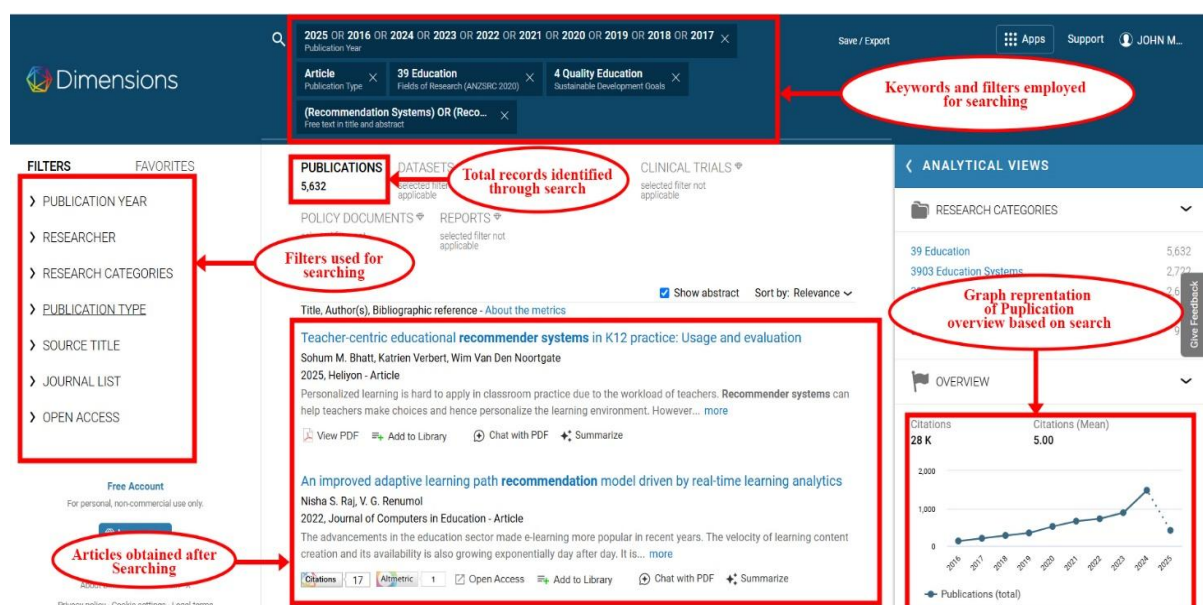 2025 OR 2016 OR 2024 OR 2023 OR 2022 OR 2021 OR 2020 OR 2019 OR 2018 OR 2017 ×
Publication Year
Save / Export
Apps
Support
JOHN M...
Dimensions
Article ×
Publication Type
39 Education ×
Fields of Research (ANZSRC 2020)
4 Quality Education ×
Sustainable Development Goals
(Recommendation Systems) OR (Reco... ×
Free text in title and abstract
Keywords and filters employed
for searching
FILTERS
FAVORITES
PUBLICATION YEAR
RESEARCHER
RESEARCH CATEGORIES
PUBLICATION TYPE
SOURCE TITLE
JOURNAL LIST
OPEN ACCESS
Filters used for
searching
Free Account
For personal, non-commercial use only.
Articles obtained after
Searching
Privacy policy · Cookie settings · Legal terms
PUBLICATIONS
5,632
DATASETS
selected filter
applicable
Total records identified
through search
CLINICAL TRIALS
selected filter not
applicable
POLICY DOCUMENTS
REPORTS
selected filter not
applicable
Show abstract
Sort by: Relevance
Title, Author(s), Bibliographic reference - About the metrics
Teacher-centric educational recommender systems in K12 practice: Usage and evaluation
Sohum M. Bhatt, Katrien Verbert, Wim Van Den Noortgate
2025, Heliyon - Article
Personalized learning is hard to apply in classroom practice due to the workload of teachers. Recommender systems can
help teachers make choices and hence personalize the learning environment. However... more
View PDF
Add to Library
Chat with PDF
Summarize
An improved adaptive learning path recommendation model driven by real-time learning analytics
Nisha S. Raj, V. G. Renumol
2022, Journal of Computers in Education - Article
The advancements in the education sector made e-learning more popular in recent years. The velocity of learning content
creation and its availability is also growing exponentially day after day. It is... more
Citations 17
Altmetric 1
Open Access
Add to Library
Chat with PDF
Summarize
ANALYTICAL VIEWS
RESEARCH CATEGORIES
39 Education 5,632
3903 Education Systems 2,722
Graph reprentation
of Puplication
overview based on search
Give Feedback
OVERVIEW
Citations
28 K
Citations (Mean)
5.00
2,000
1,000
0
2016
2017
2018
2019
2020
2021
2022
2023
2024
2025
Publications (total)